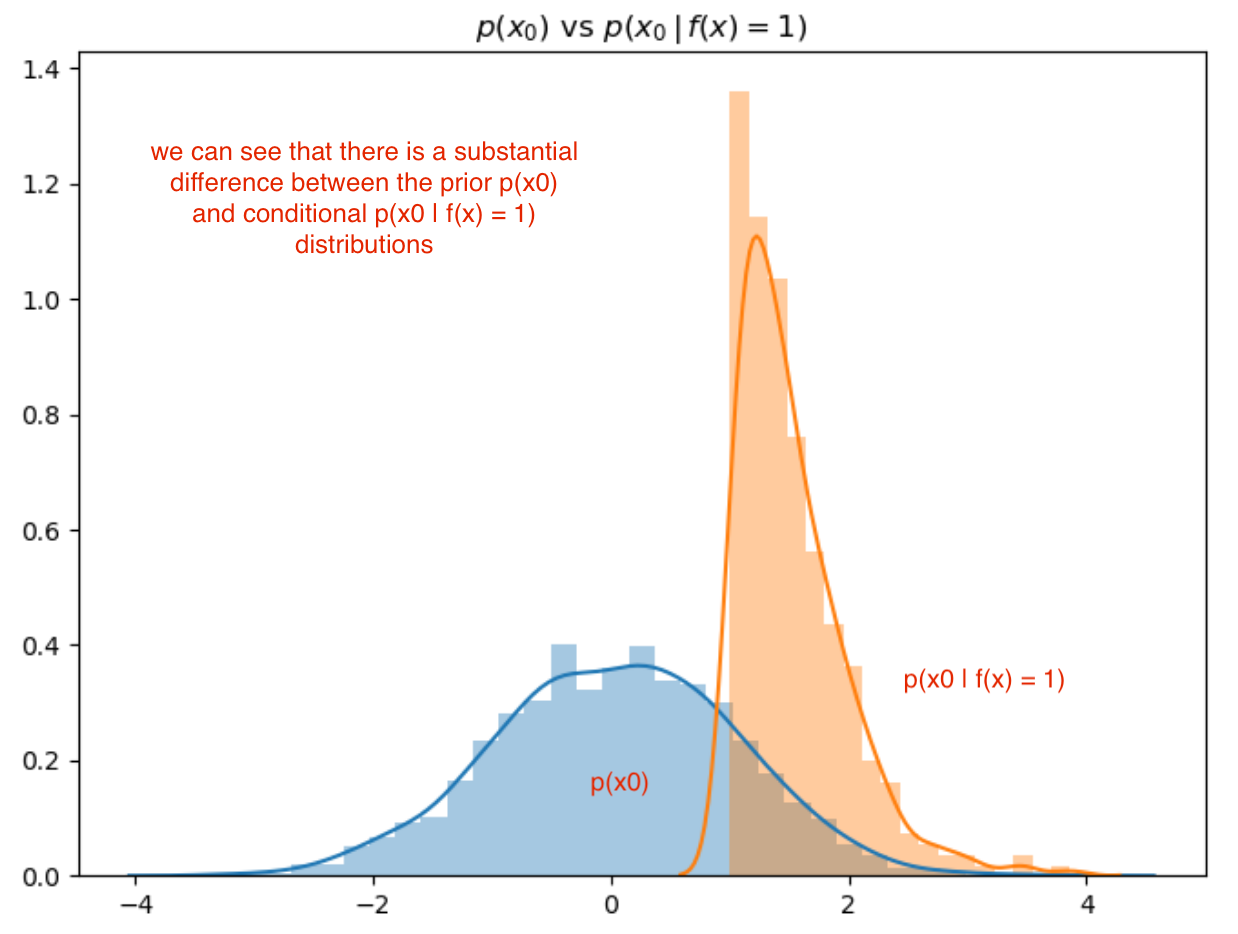 p(x₀) vs p(x₀ | f(x) = 1)
1.4
we can see that there is a substantial
difference between the prior p(x0)
and conditional p(x0 | f(x) = 1)
distributions
1.2
1.0
0.8
0.6
0.4
p(x0 | f(x) = 1)
0.2
p(x0)
0.0
−4
−2
0
2
4